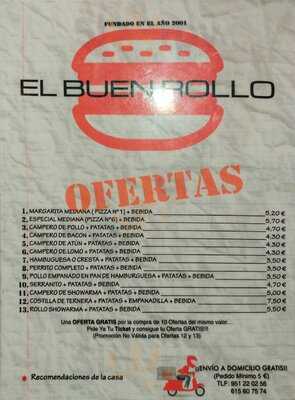 FUNDADO EN EL AÑO 2001
EL BUEN ROLLO
OFERTAS
1. MARGARITA MEDIANA ( PIZZA Nº 1) + BEBIDA 5,20 €
2. ESPECIAL MEDIANA (PIZZA Nº6) + BEBIDA 5,70 €
3. CAMPERO DE POLLO + PATATAS + BEBIDA 4,70 €
4. CAMPERO DE BACON + PATATAS + BEBIDA 4,30 €
5. CAMPERO DE ATÚN + PATATAS + BEBIDA 4,30 €
6. CAMPERO DE LOMO + PATATAS + BEBIDA 4,30 €
7. HAMBUGUESA O CRESTA + PATATAS + BEBIDA 3,50 €
8. PERRITO COMPLETO + PATATAS + BEBIDA 3,50 €
9. POLLO EMPANADO EN PAN DE HAMBURGUESA + PATATAS + BEBIDA 3,50 €
10. SERRANITO + PATATAS + BEBIDA 4,70 €
11. CAMPERO DE SHOWARMA + PATATAS + BEBIDA 5,50 €
12. COSTILLA DE TERNERA + PATATAS + EMPANADILLA + BEBIDA 7,50 €
13. ROLLO SHOWARMA + PATATAS + BEBIDA 5,50 €
Una OFERTA GRATIS por la compra de 10 Ofertas del mismo valor...
Pide Ya Tu Ticket y consigue tu Oferta GRATIS!!!
(Promoción No Válida para Ofertas 12 y 13)
¡¡ENVÍO A DOMICILIO GRATIS!!
(Pedido Mínimo 5 €)
Recomendaciones de la casa
TLF: 951 22 02 56
615 60 75 74